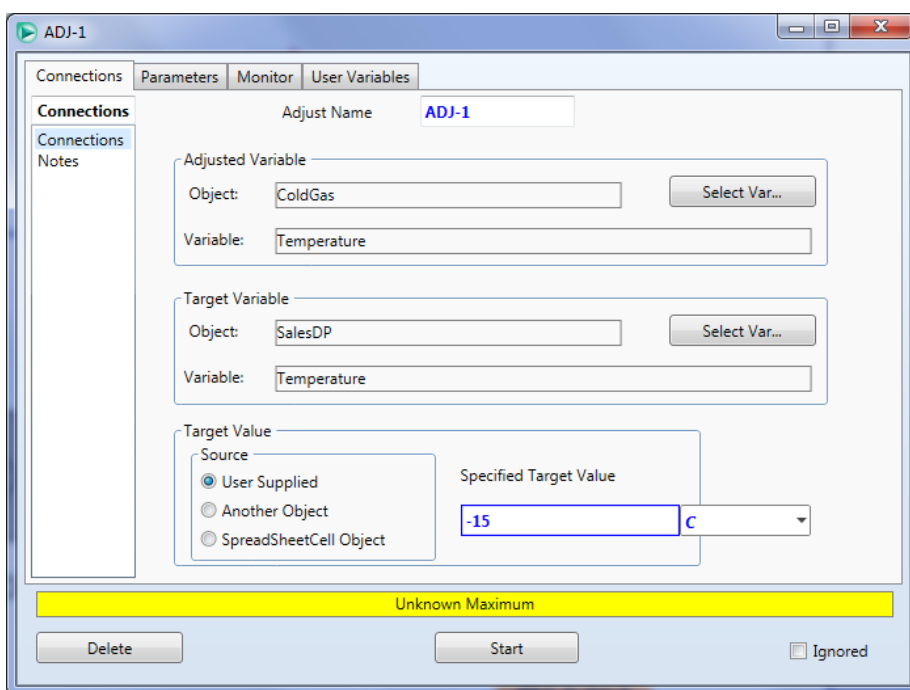 ADJ-1
Connections Parameters Monitor User Variables
Connections
Connections
Notes
Adjust Name ADJ-1
Adjusted Variable
Object: ColdGas Select Var...
Variable: Temperature
Target Variable
Object: SalesDP Select Var...
Variable: Temperature
Target Value
Source
User Supplied
Another Object
SpreadSheetCell Object
Specified Target Value
-15 C
Unknown Maximum
Delete Start Ignored